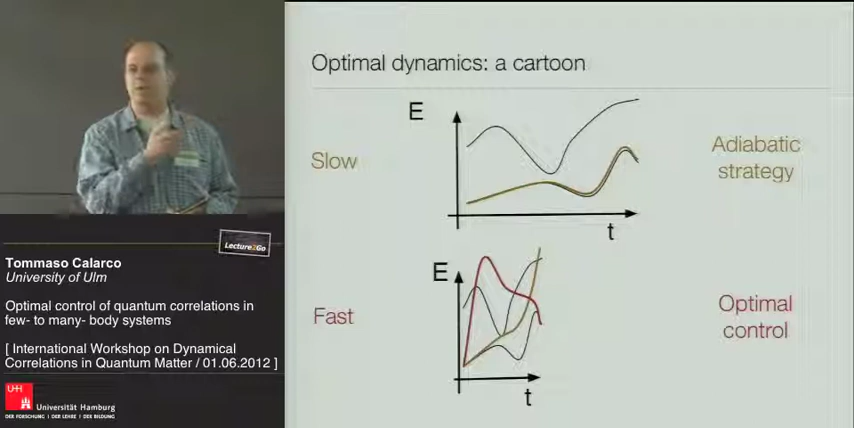 Optimal dynamics: a cartoon
E
Slow
Adiabatic
strategy
t
E
Fast
Optimal
control
t
Lecture2Go
Tommaso Calarco
University of Ulm
Optimal control of quantum correlations in
few- to many- body systems
[ International Workshop on Dynamical
Correlations in Quantum Matter / 01.06.2012 ]
UH
Universität Hamburg
DER FORSCHUNG | DER LEHRE | DER BILDUNG